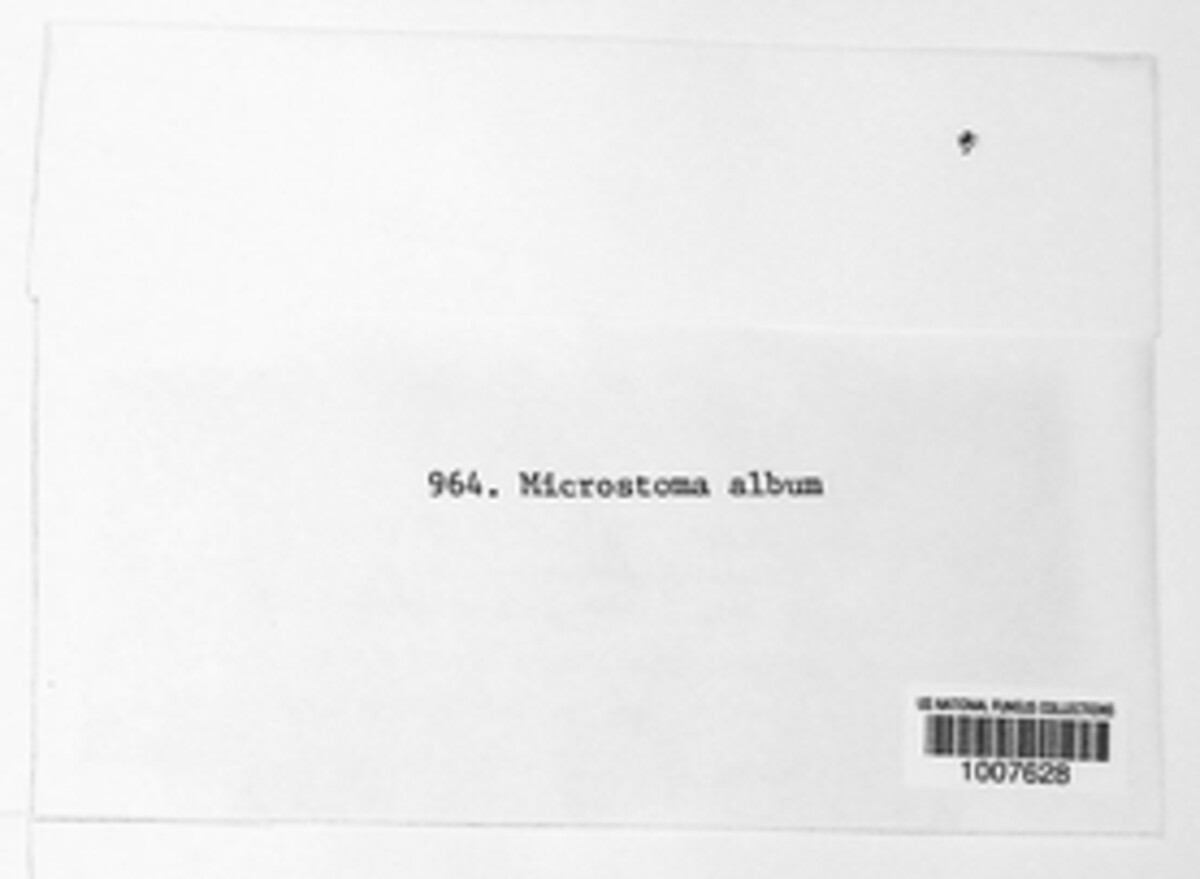 964. Microstoma album
US NATIONAL FUNGUS COLLECTIONS
1007628